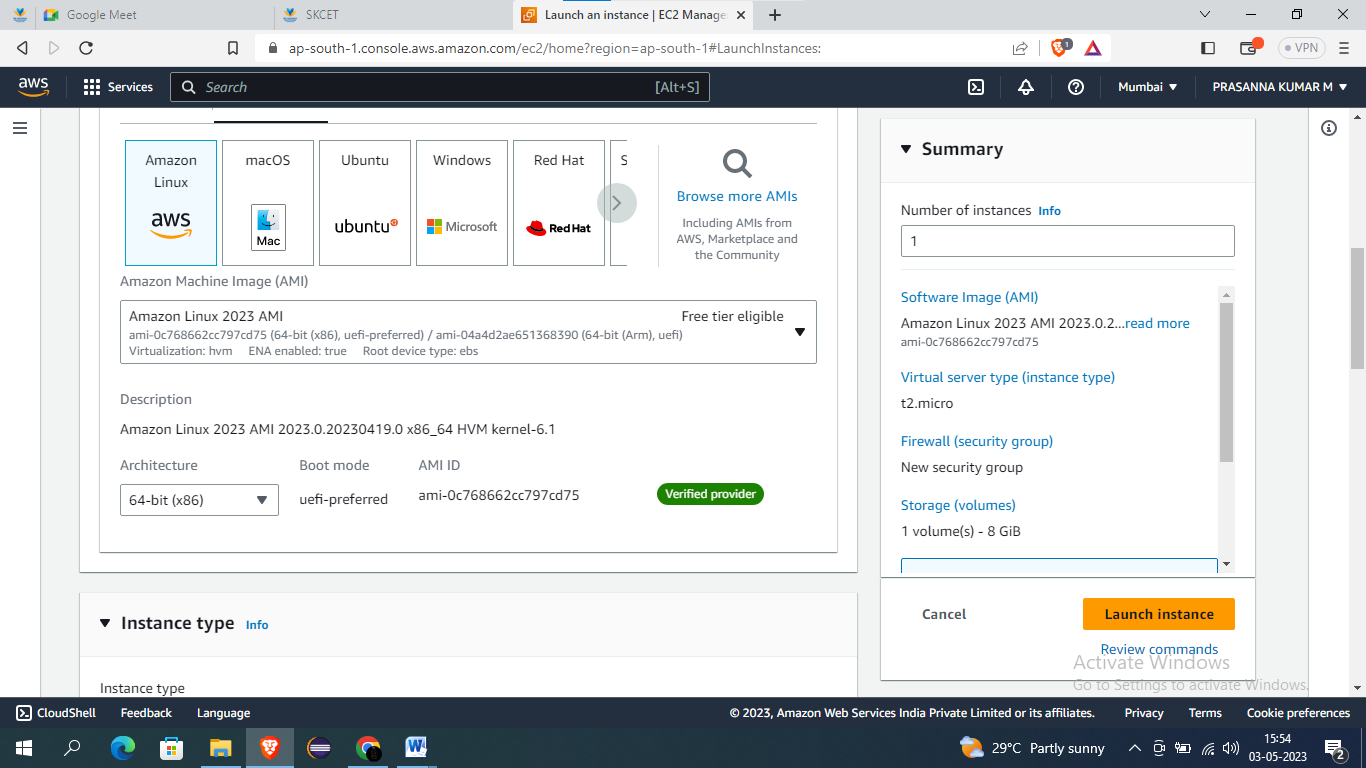 Google Meet
SKCET
Launch an instance | EC2 Manage
ap-south-1.console.aws.amazon.com/ec2/home?region=ap-south-1#LaunchInstances:
1
VPN
aws
Services
Search
[Alt+S]
Mumbai
PRASANNA KUMAR M
Amazon
Linux
aws
macOS
Mac
Ubuntu
ubuntu
Windows
Microsoft
Red Hat
Red Hat
S
Browse more AMIs
Including AMIs from
AWS, Marketplace and
the Community
Amazon Machine Image (AMI)
Amazon Linux 2023 AMI
Free tier eligible
ami-0c768662cc797cd75 (64-bit (x86), uefi-preferred) / ami-04a4d2ae651368390 (64-bit (Arm), uefi)
Virtualization: hvm ENA enabled: true Root device type: ebs
Description
Amazon Linux 2023 AMI 2023.0.20230419.0 x86_64 HVM kernel-6.1
Architecture
Boot mode
AMI ID
64-bit (x86)
uefi-preferred
ami-0c768662cc797cd75
Verified provider
Instance type Info
Instance type
Summary
Number of instances Info
1
Software Image (AMI)
Amazon Linux 2023 AMI 2023.0.2...read more
ami-0c768662cc797cd75
Virtual server type (instance type)
t2.micro
Firewall (security group)
New security group
Storage (volumes)
1 volume(s) - 8 GiB
Cancel
Launch instance
Review commands
Activate Windows
Go to Settings to activate Windows.
CloudShell
Feedback
Language
© 2023, Amazon Web Services India Private Limited or its affiliates.
Privacy
Terms
Cookie preferences
29°C Partly sunny
15:54
03-05-2023
2